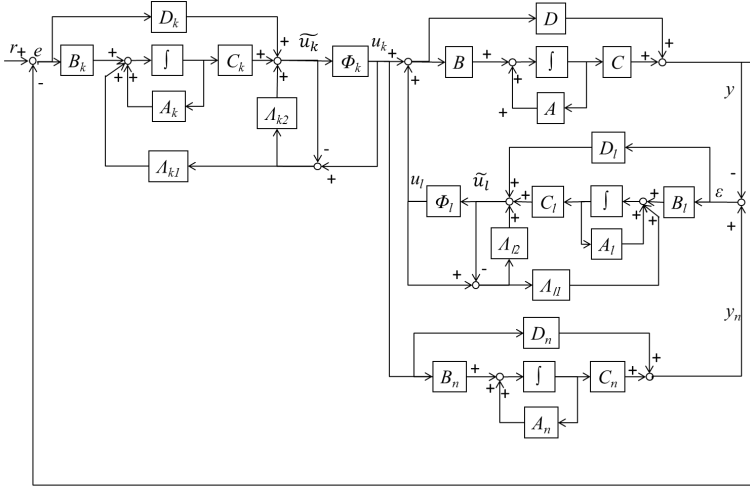 D_k
r + e B_k + ∫ C_k + ũ_k Φ_k u_k +
+
+ +
+
-
A_k
Λ_k2
-
Λ_k1
+
D
+
B + ∫ C +
+
+
A
+
y
D_l
-
u_l ũ_l + ε
Φ_l + C_l ∫ + B_l
+
+ +
A_l
Λ_l2
+ -
Λ_l1
+
y_n
D_n
+
B_n + ∫ C_n +
+ +
A_n